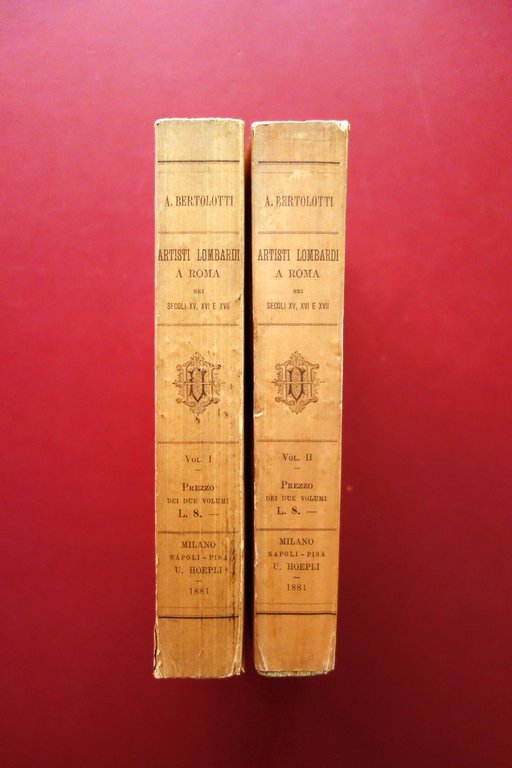 A. BERTOLOTTI
ARTISTI LOMBARDI
A ROMA
NEI
SECOLI XV, XVI E XVII
VOL. I
PREZZO
DEI DUE VOLUMI
L. 8. —
MILANO
NAPOLI - PISA
U. HOEPLI
1881
A. BERTOLOTTI
ARTISTI LOMBARDI
A ROMA
NEI
SECOLI XV, XVI E XVII
VOL. II
PREZZO
DEI DUE VOLUMI
L. 8. —
MILANO
NAPOLI - PISA
U. HOEPLI
1881